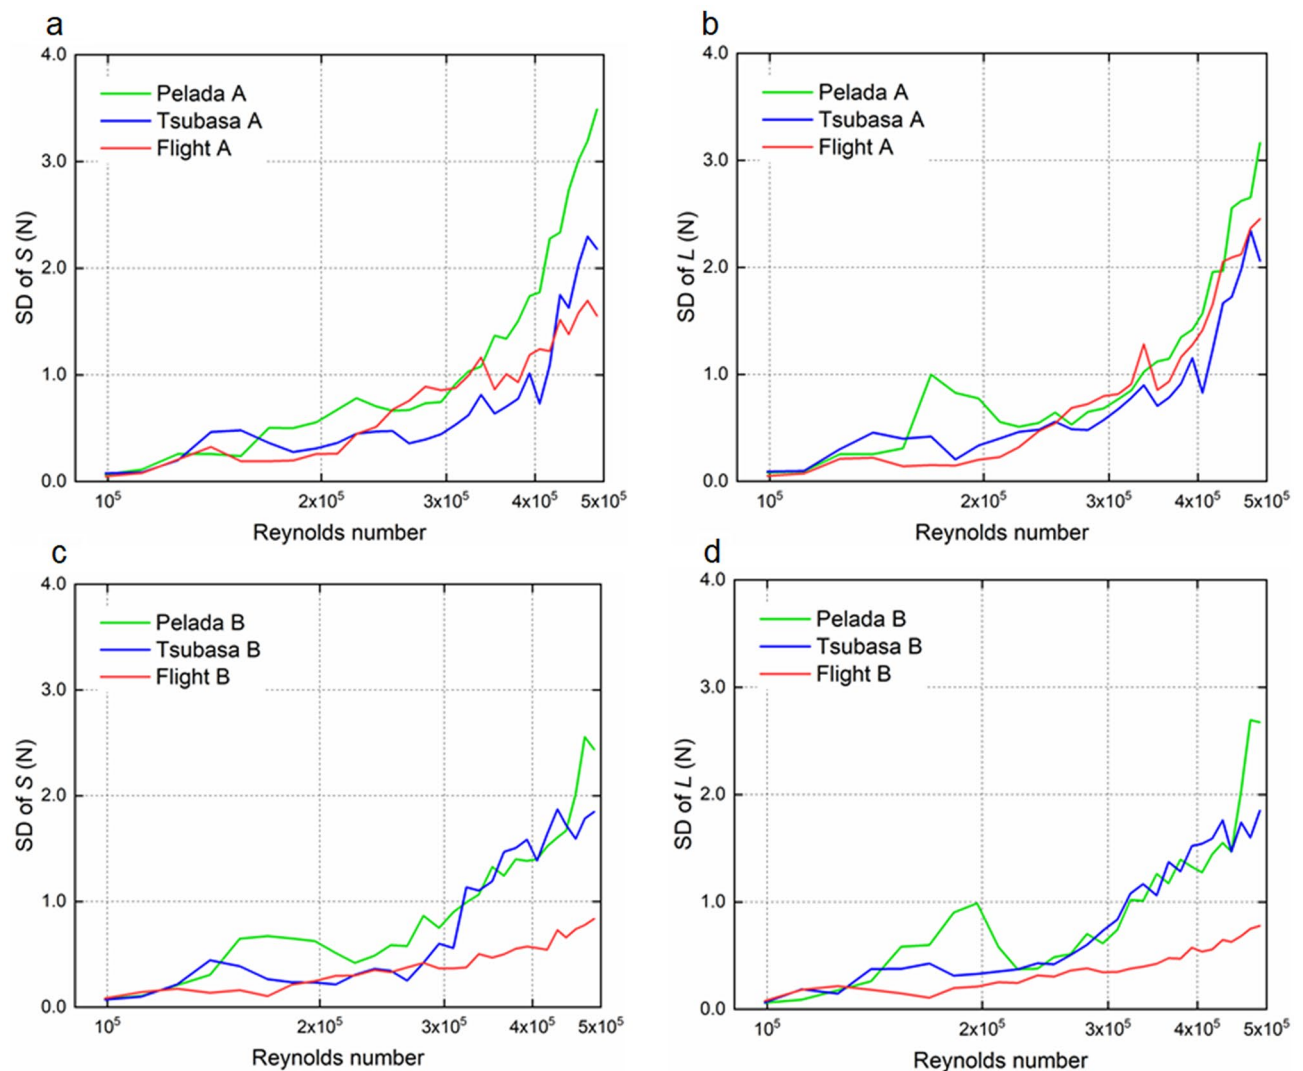 a
4.0
3.0
2.0
1.0
0.0
SD of S (N)
Pelada A
Tsubasa A
Flight A
10⁵
2x10⁵
3x10⁵
4x10⁵
5x10⁵
Reynolds number
b
4.0
3.0
2.0
1.0
0.0
SD of L (N)
Pelada A
Tsubasa A
Flight A
10⁵
2x10⁵
3x10⁵
4x10⁵
5x10⁵
Reynolds number
c
4.0
3.0
2.0
1.0
0.0
SD of S (N)
Pelada B
Tsubasa B
Flight B
10⁵
2x10⁵
3x10⁵
4x10⁵
5x10⁵
Reynolds number
d
4.0
3.0
2.0
1.0
0.0
SD of L (N)
Pelada B
Tsubasa B
Flight B
10⁵
2x10⁵
3x10⁵
4x10⁵
5x10⁵
Reynolds number